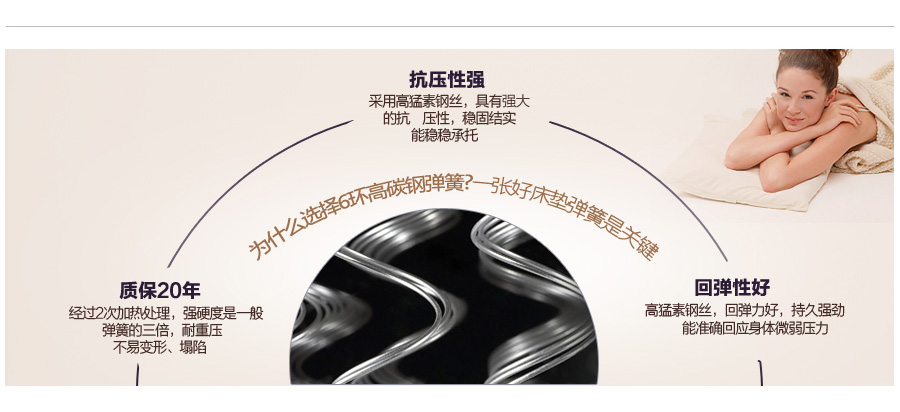 抗压性强
采用高猛素钢丝，具有强大
的抗 压性，稳固结实
能稳稳承托
为什么选择6环高碳钢弹簧?一张好床垫弹簧是关键
质保20年
经过2次加热处理，强硬度是一般
弹簧的三倍，耐重压
不易变形、塌陷
回弹性好
高猛素钢丝，回弹力好，持久强劲
能准确回应身体微弱压力